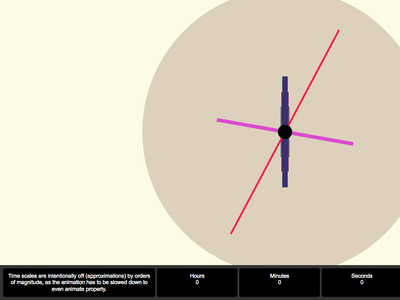 Time scales are intentionally off (approximations) by orders
of magnitude, as the animation has to be slowed down to
even animate properly.
Hours
0
Minutes
0
Seconds
0